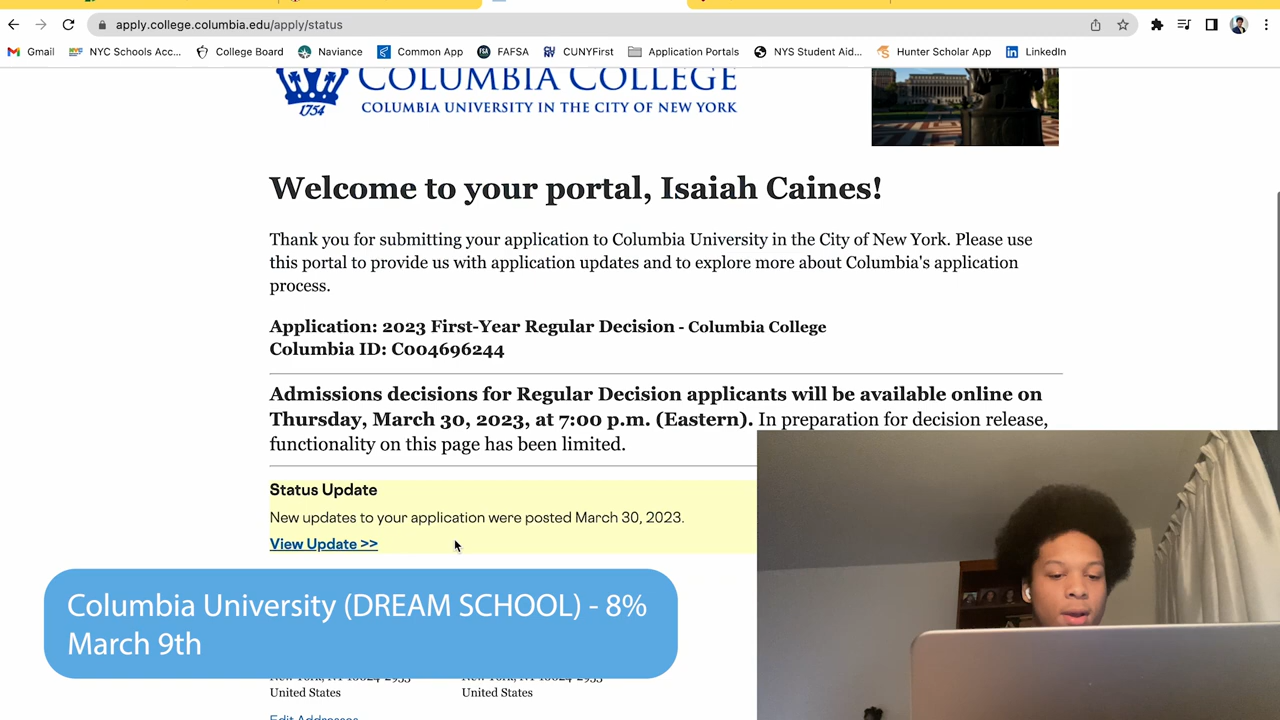 apply.college.columbia.edu/apply/status
Gmail NYC Schools Acc... College Board Naviance Common App FAFSA CUNYFirst Application Portals NYS Student Aid... Hunter Scholar App LinkedIn
COLUMBIA COLLEGE
1754 COLUMBIA UNIVERSITY IN THE CITY OF NEW YORK
Welcome to your portal, Isaiah Caines!
Thank you for submitting your application to Columbia University in the City of New York. Please use
this portal to provide us with application updates and to explore more about Columbia's application
process.
Application: 2023 First-Year Regular Decision - Columbia College
Columbia ID: C004696244
Admissions decisions for Regular Decision applicants will be available online on
Thursday, March 30, 2023, at 7:00 p.m. (Eastern). In preparation for decision release,
functionality on this page has been limited.
Status Update
New updates to your application were posted March 30, 2023.
View Update >>
Columbia University (DREAM SCHOOL) - 8%
March 9th
United States United States
Edit Addresses